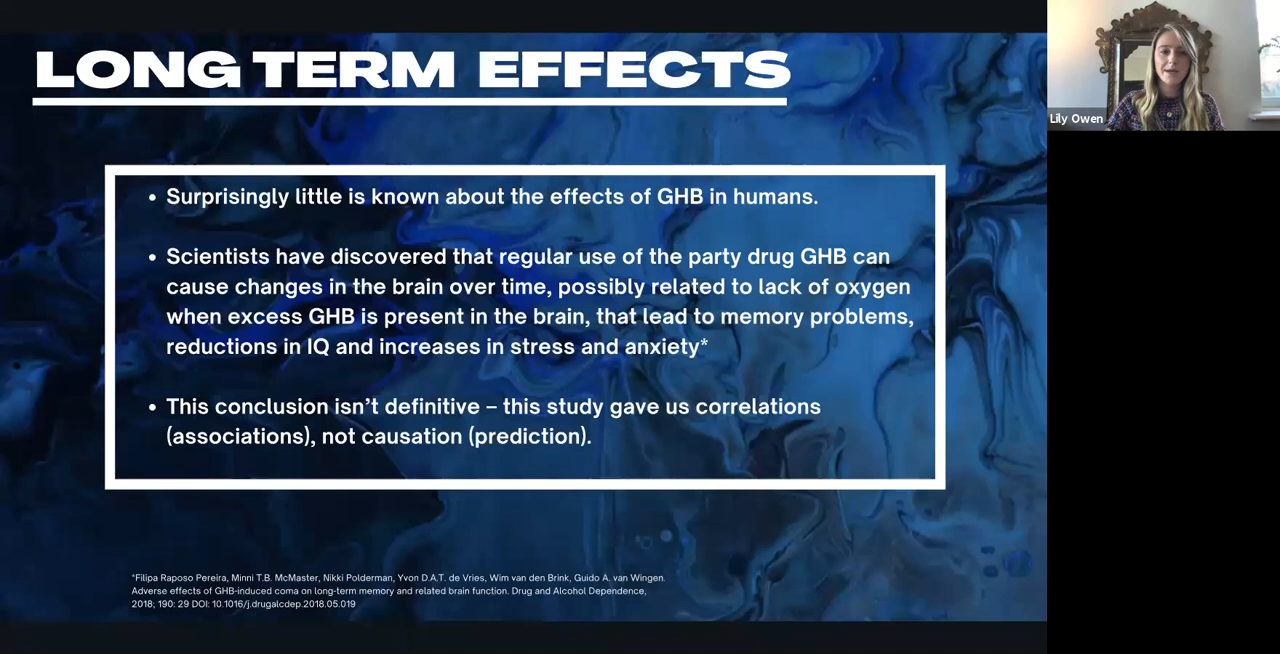 LONG TERM EFFECTS
Lily Owen
• Surprisingly little is known about the effects of GHB in humans.
• Scientists have discovered that regular use of the party drug GHB can
cause changes in the brain over time, possibly related to lack of oxygen
when excess GHB is present in the brain, that lead to memory problems,
reductions in IQ and increases in stress and anxiety*
• This conclusion isn't definitive – this study gave us correlations
(associations), not causation (prediction).
*Filipa Raposo Pereira, Minni T.B. McMaster, Nikki Polderman, Yvon D.A.T. de Vries, Wim van den Brink, Guido A. van Wingen.
Adverse effects of GHB-induced coma on long-term memory and related brain function. Drug and Alcohol Dependence,
2018; 190: 29 DOI: 10.1016/j.drugalcdep.2018.05.019